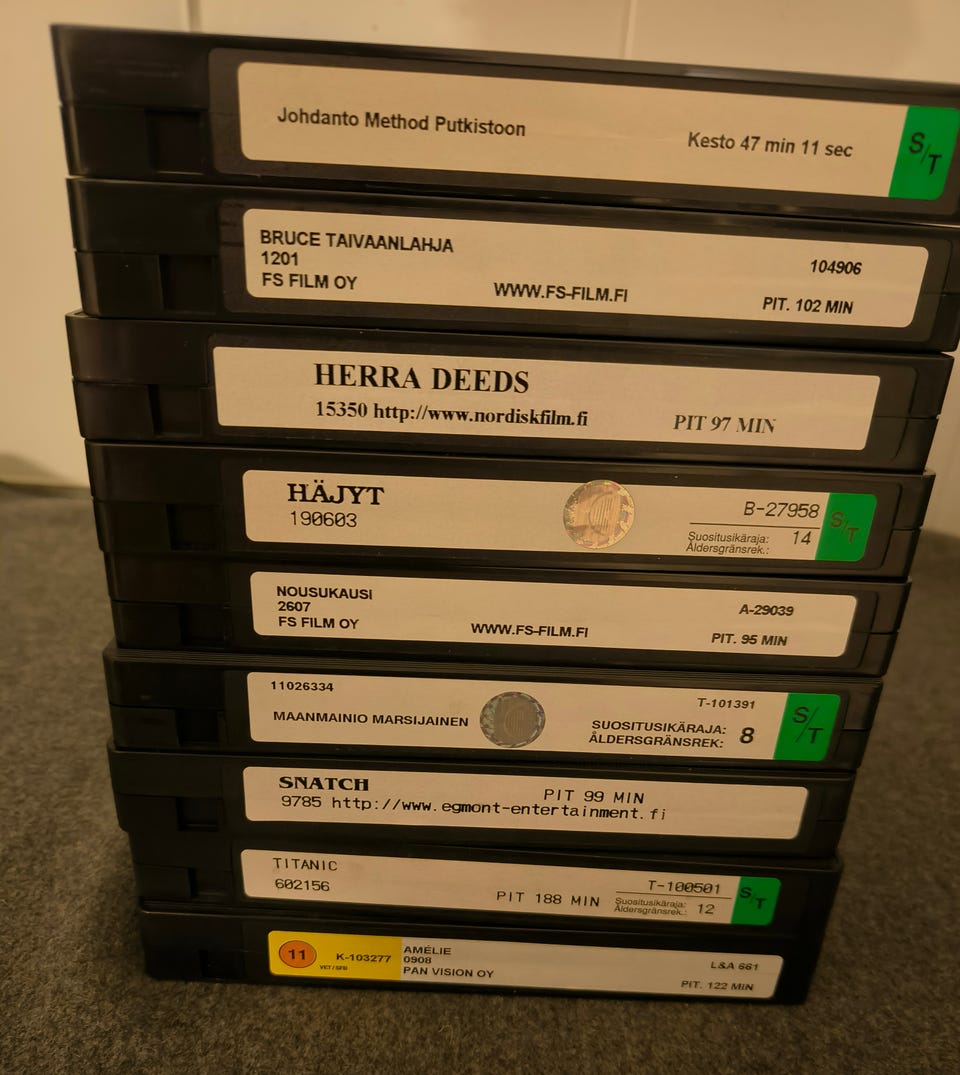 Johdanto Method Putkistoon
Kesto 47 min 11 sec
S/T
BRUCE TAIVAANLAHJA
1201
FS FILM OY
WWW.FS-FILM.FI
104906
PIT. 102 MIN
HERRA DEEDS
15350 http://www.nordiskfilm.fi
PIT 97 MIN
HÄJYT
190603
B-27958
Suositusikäraja: 14
Åldersgränsrek.:
S/T
NOUSUKAUSI
2607
FS FILM OY
WWW.FS-FILM.FI
A-29039
PIT. 95 MIN
11026334
MAANMAINIO MARSIJAINEN
T-101391
SUOSITUSIKÄRAJA: 8
ÅLDERSGRÄNSREK:
S/T
SNATCH
PIT 99 MIN
9785 http://www.egmont-entertainment.fi
TITANIC
602156
PIT 188 MIN
T-100501
Suositusikäraja: 12
Åldersgränsrek.:
S/T
11
K-103277
VET/SFB
AMÉLIE
0908
PAN VISION OY
L&A 661
PIT. 122 MIN